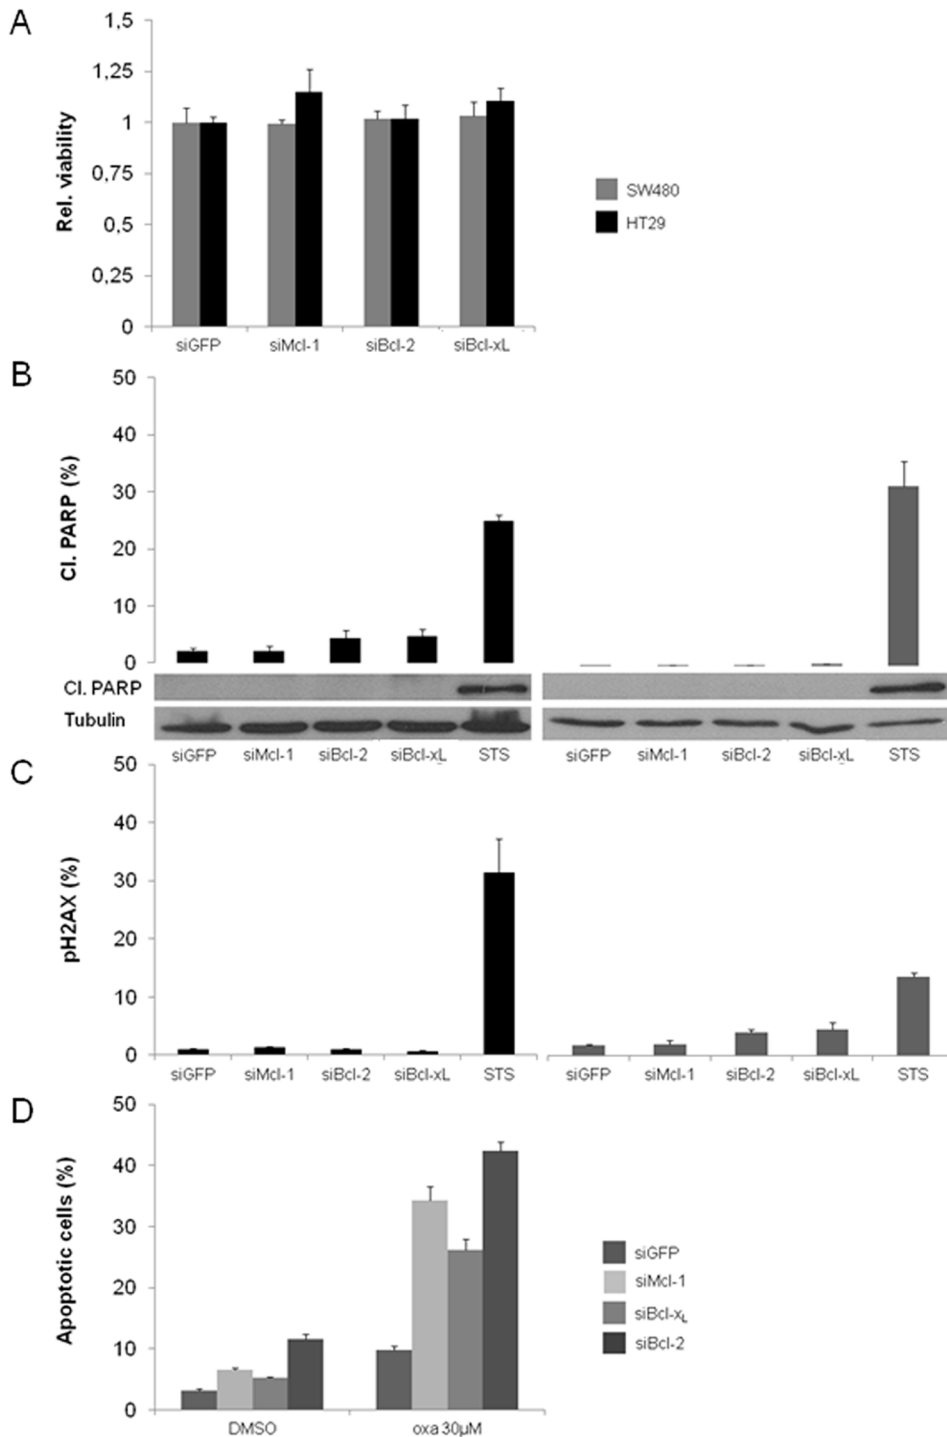 A
Rel. viability
1,5
1,25
1
0,75
0,5
0,25
0
siGFP siMcl-1 siBcl-2 siBcl-xL
SW480
HT29
B
Cl. PARP (%)
50
40
30
20
10
0
Cl. PARP
Tubulin
siGFP siMcl-1 siBcl-2 siBcl-xL STS siGFP siMcl-1 siBcl-2 siBcl-xL STS
C
pH2AX (%)
50
40
30
20
10
0
siGFP siMcl-1 siBcl-2 siBcl-xL STS siGFP siMcl-1 siBcl-2 siBcl-xL STS
D
Apoptotic cells (%)
50
40
30
20
10
0
DMSO oxa 30µM
siGFP
siMcl-1
siBcl-xL
siBcl-2